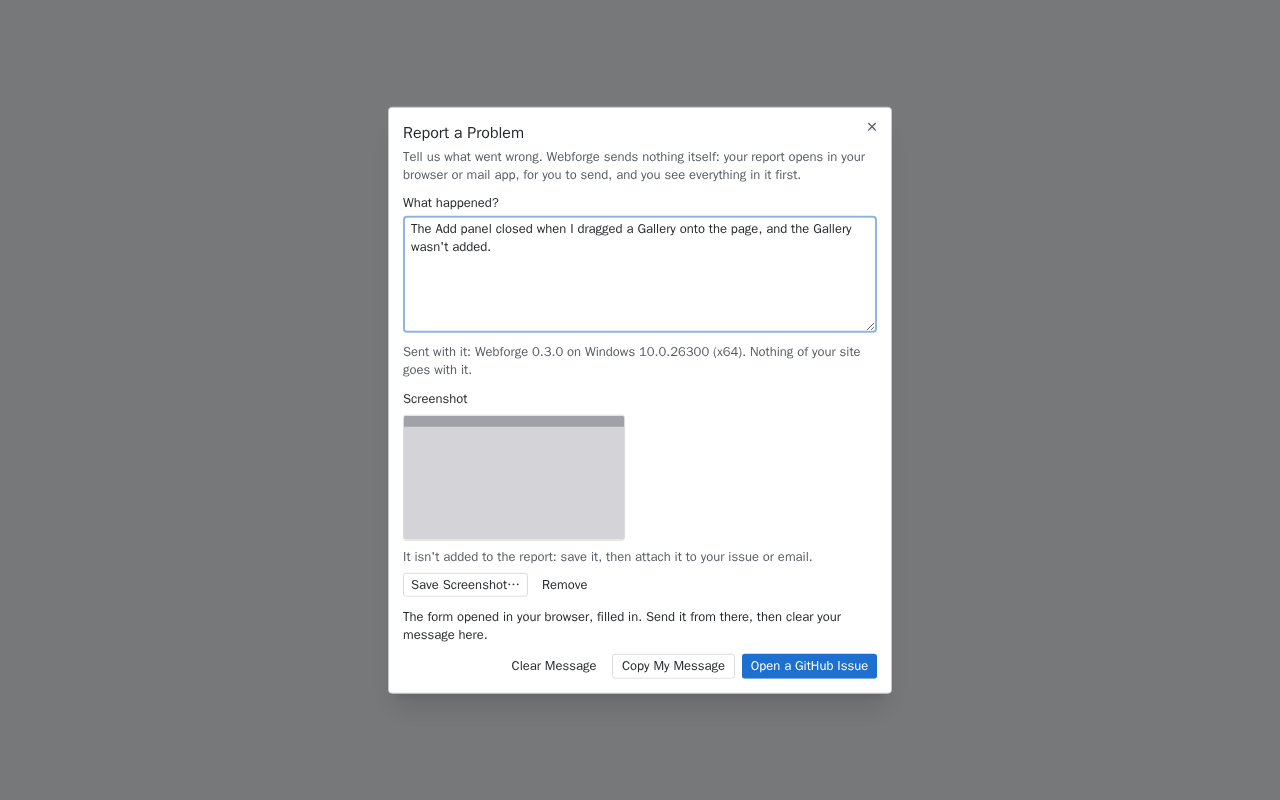 Report a Problem
Tell us what went wrong. Webforge sends nothing itself: your report opens in your
browser or mail app, for you to send, and you see everything in it first.
What happened?
The Add panel closed when I dragged a Gallery onto the page, and the Gallery
wasn't added.
Sent with it: Webforge 0.3.0 on Windows 10.0.26300 (x64). Nothing of your site
goes with it.
Screenshot
It isn't added to the report: save it, then attach it to your issue or email.
Save Screenshot…
Remove
The form opened in your browser, filled in. Send it from there, then clear your
message here.
Clear Message
Copy My Message
Open a GitHub Issue